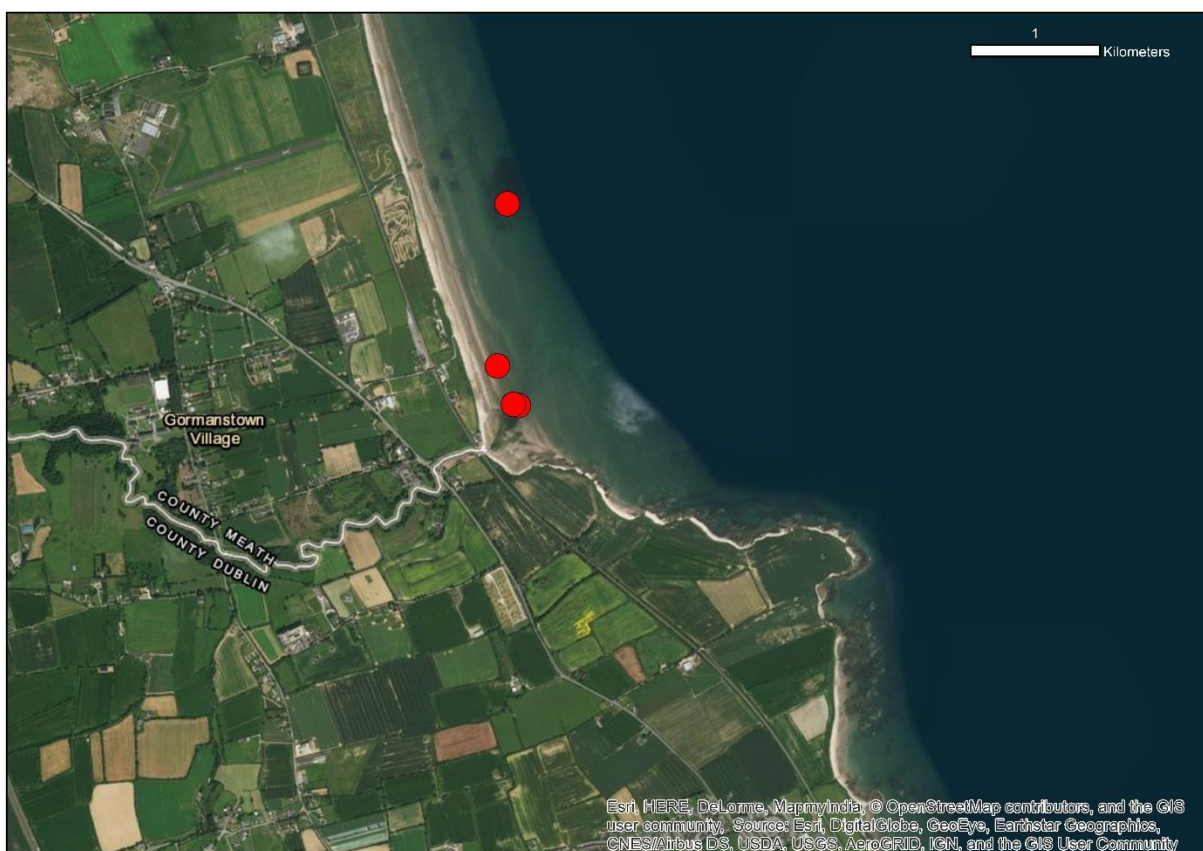 1
Kilometers
Gormanstown
Village
COUNTY MEATH
COUNTY DUBLIN
Esri, HERE, DeLorme, MapmyIndia, © OpenStreetMap contributors, and the GIS
user community, Source: Esri, DigitalGlobe, GeoEye, Earthstar Geographics,
CNES/Airbus DS, USDA, USGS, AeroGRID, IGN, and the GIS User Community